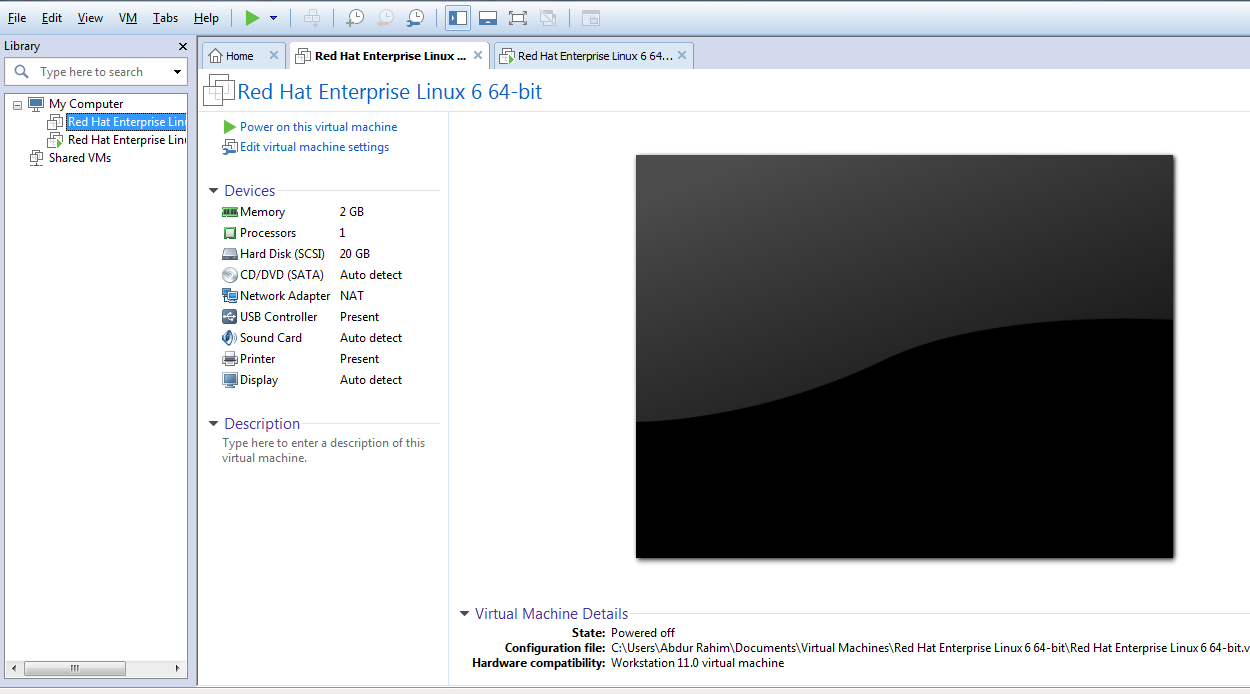 File Edit View VM Tabs Help
Library
Type here to search
My Computer
Red Hat Enterprise Linu
Red Hat Enterprise Linu
Shared VMs
Home
Red Hat Enterprise Linux ...
Red Hat Enterprise Linux 6 64...
Red Hat Enterprise Linux 6 64-bit
Power on this virtual machine
Edit virtual machine settings
Devices
Memory 2 GB
Processors 1
Hard Disk (SCSI) 20 GB
CD/DVD (SATA) Auto detect
Network Adapter NAT
USB Controller Present
Sound Card Auto detect
Printer Present
Display Auto detect
Description
Type here to enter a description of this
virtual machine.
Virtual Machine Details
State: Powered off
Configuration file: C:\Users\Abdur Rahim\Documents\Virtual Machines\Red Hat Enterprise Linux 6 64-bit\Red Hat Enterprise Linux 6 64-bit.v
Hardware compatibility: Workstation 11.0 virtual machine